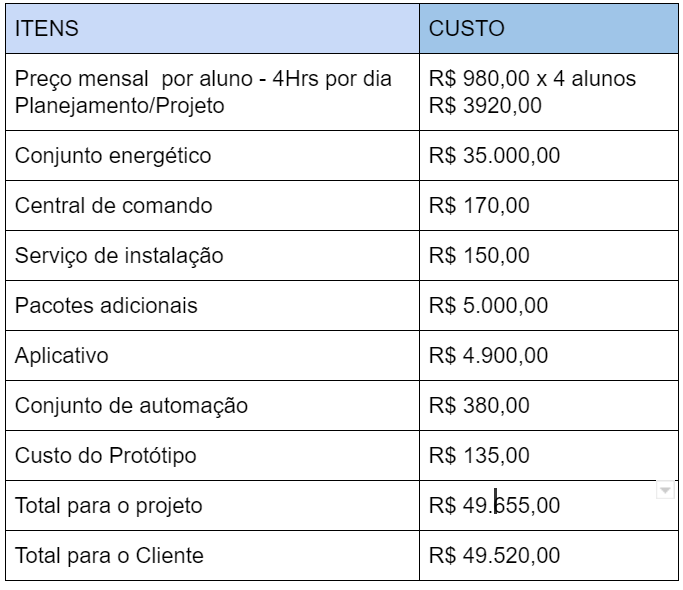 ITENS CUSTO
Preço mensal  por aluno - 4Hrs por dia R$ 980,00 x 4 alunos
Planejamento/Projeto R$ 3920,00
Conjunto energético R$ 35.000,00
Central de comando R$ 170,00
Serviço de instalação R$ 150,00
Pacotes adicionais R$ 5.000,00
Aplicativo R$ 4.900,00
Conjunto de automação R$ 380,00
Custo do Protótipo R$ 135,00
Total para o projeto R$ 49.655,00
Total para o Cliente R$ 49.520,00